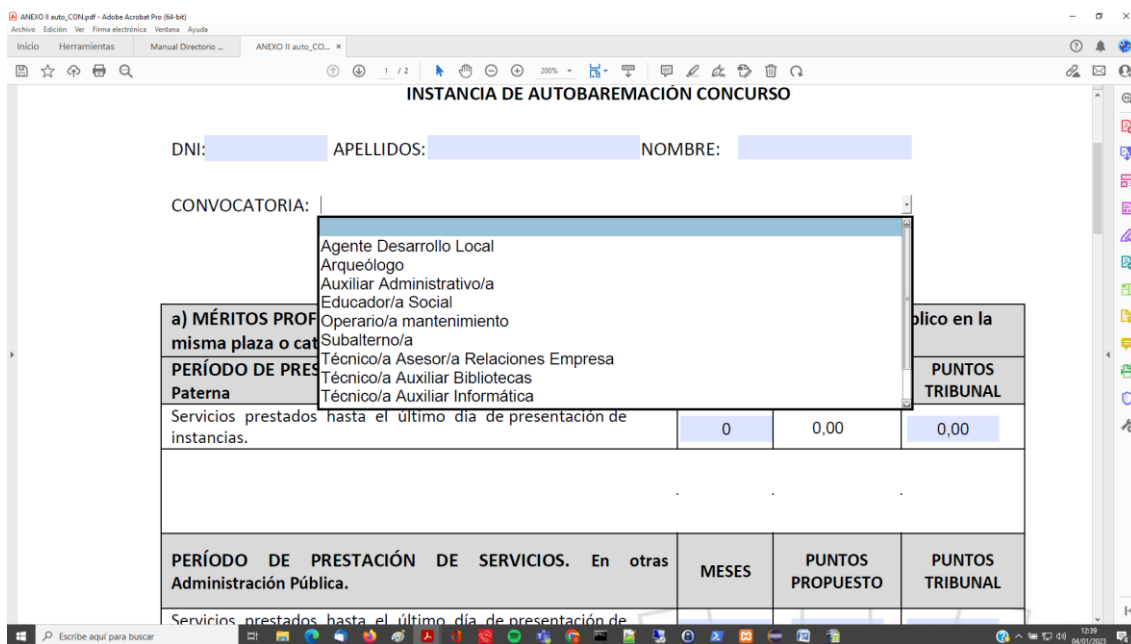 ANEXO II auto_CON.pdf - Adobe Acrobat Pro (64-bit)
Archivo Edición Ver Firma electrónica Ventana Ayuda
Inicio Herramientas Manual Directorio ... ANEXO II auto_CO... ×
1 / 2 200%
INSTANCIA DE AUTOBAREMACIÓN CONCURSO
DNI: APELLIDOS: NOMBRE:
CONVOCATORIA:
Agente Desarrollo Local
Arqueólogo
Auxiliar Administrativo/a
Educador/a Social
Operario/a mantenimiento
Subalterno/a
Técnico/a Asesor/a Relaciones Empresa
Técnico/a Auxiliar Bibliotecas
Técnico/a Auxiliar Informática
a) MÉRITOS PROF blico en la
misma plaza o cat
PERÍODO DE PRES PUNTOS
Paterna TRIBUNAL
Servicios prestados hasta el último día de presentación de
instancias. 0 0,00 0,00
PERÍODO DE PRESTACIÓN DE SERVICIOS. En otras
Administración Pública. MESES PUNTOS PROPUESTO PUNTOS TRIBUNAL
Servicios prestados hasta el último día de presentación de
Escribe aquí para buscar
12:39
04/01/2023